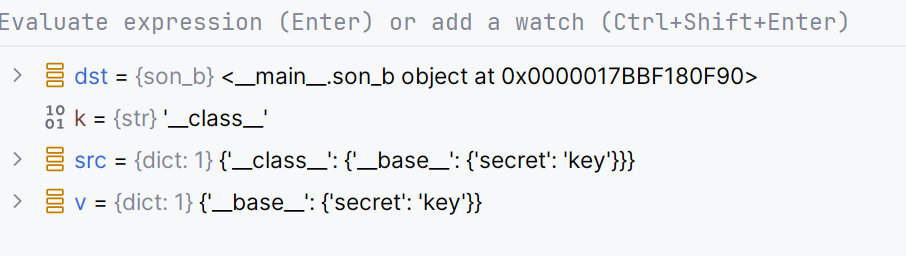 Evaluate expression (Enter) or add a watch (Ctrl+Shift+Enter)
dst = {son_b} <__main__.son_b object at 0x0000017BBF180F90>
k = {str} '__class__'
src = {dict: 1} {'__class__': {'__base__': {'secret': 'key'}}}
v = {dict: 1} {'__base__': {'secret': 'key'}}